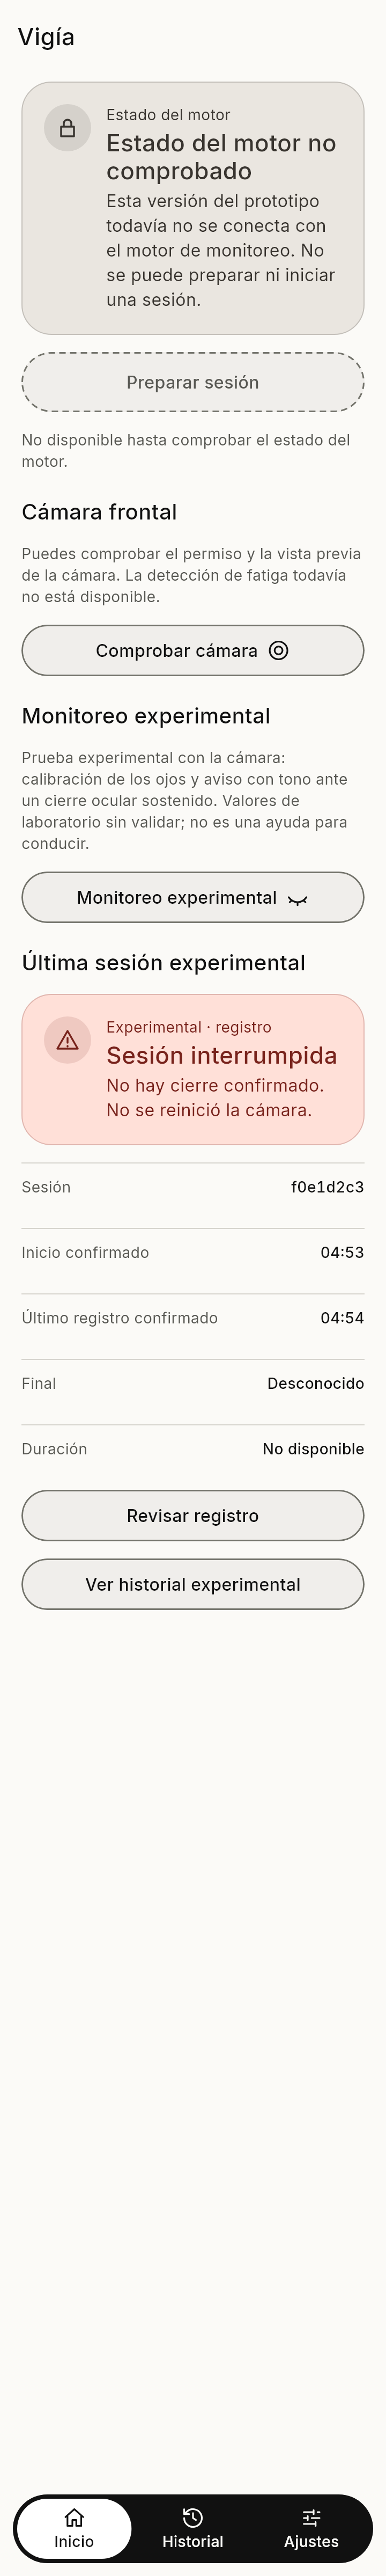 Vigía
Estado del motor
Estado del motor no
comprobado
Esta versión del prototipo
todavía no se conecta con
el motor de monitoreo. No
se puede preparar ni iniciar
una sesión.
Preparar sesión
No disponible hasta comprobar el estado del
motor.
Cámara frontal
Puedes comprobar el permiso y la vista previa
de la cámara. La detección de fatiga todavía
no está disponible.
Comprobar cámara
Monitoreo experimental
Prueba experimental con la cámara:
calibración de los ojos y aviso con tono ante
un cierre ocular sostenido. Valores de
laboratorio sin validar; no es una ayuda para
conducir.
Monitoreo experimental
Última sesión experimental
Experimental · registro
Sesión interrumpida
No hay cierre confirmado.
No se reinició la cámara.
Sesión f0e1d2c3
Inicio confirmado 04:53
Último registro confirmado 04:54
Final Desconocido
Duración No disponible
Revisar registro
Ver historial experimental
Inicio Historial Ajustes